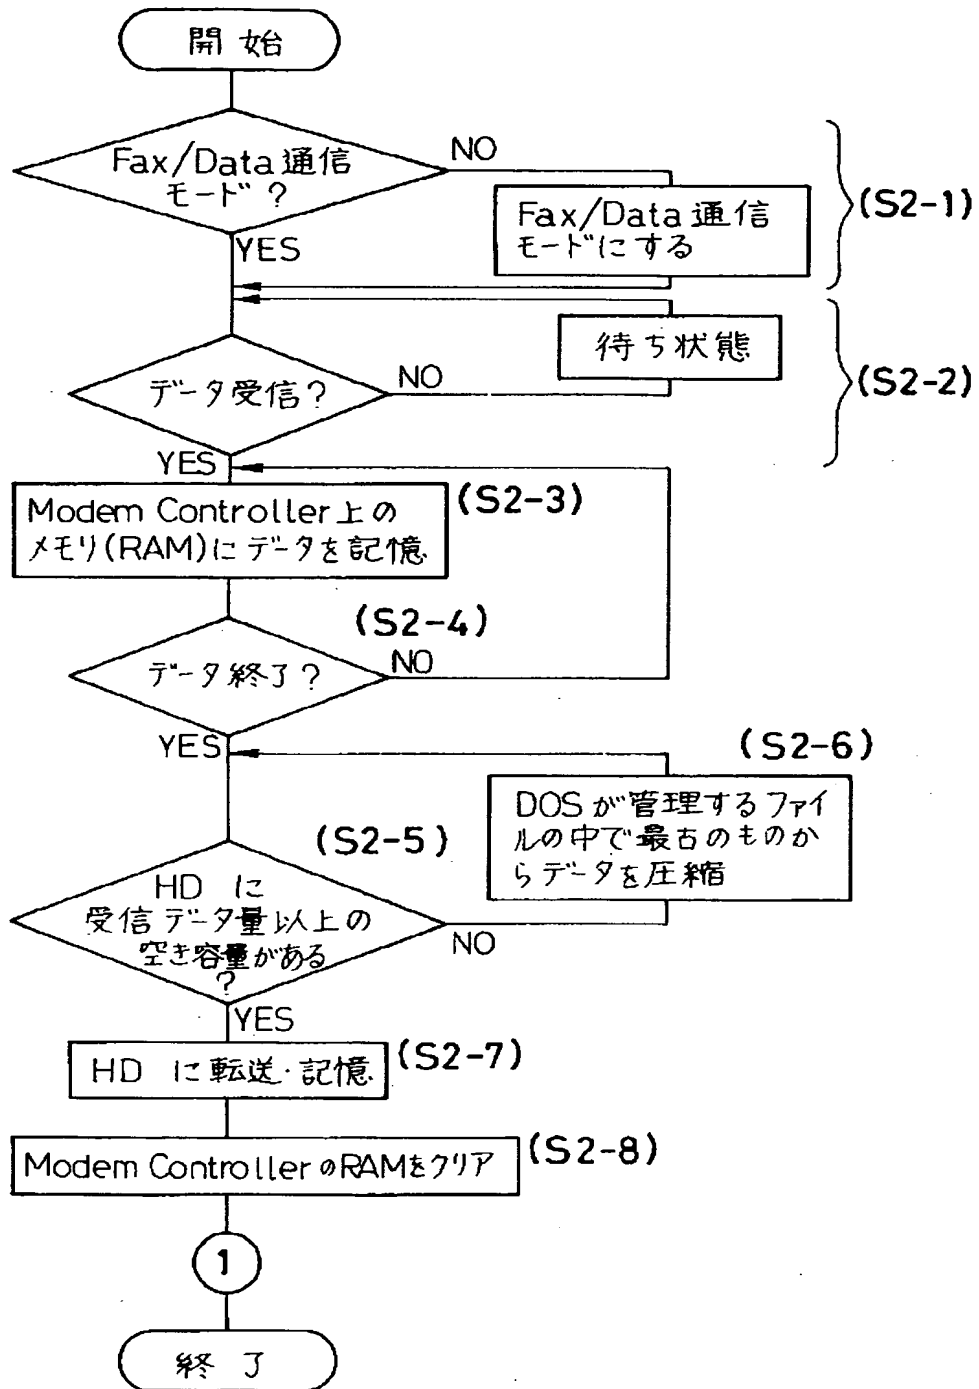 開始
Fax/Data通信
モード?
NO
YES
Fax/Data通信
モードにする
(S2-1)
待ち状態
データ受信?
NO
(S2-2)
YES
Modem Controller上の
メモリ(RAM)にデータを記憶
(S2-3)
(S2-4)
データ終了?
NO
YES
(S2-6)
DOSが管理するファイ
ルの中で最古のものか
らデータを圧縮
(S2-5)
HD に
受信データ量以上の
空き容量がある
?
NO
YES
HD に転送・記憶
(S2-7)
Modem ControllerのRAMをクリア
(S2-8)
1
終了